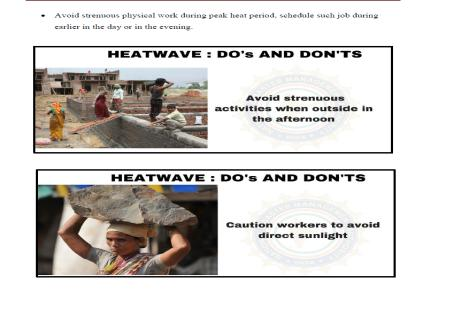 Avoid strenuous physical work during peak heat period, schedule such job during
earlier in the day or in the evening.
HEATWAVE : DO's AND DON'TS
Avoid strenuous
activities when outside in
the afternoon
HEATWAVE : DO's AND DON'TS
Caution workers to avoid
direct sunlight